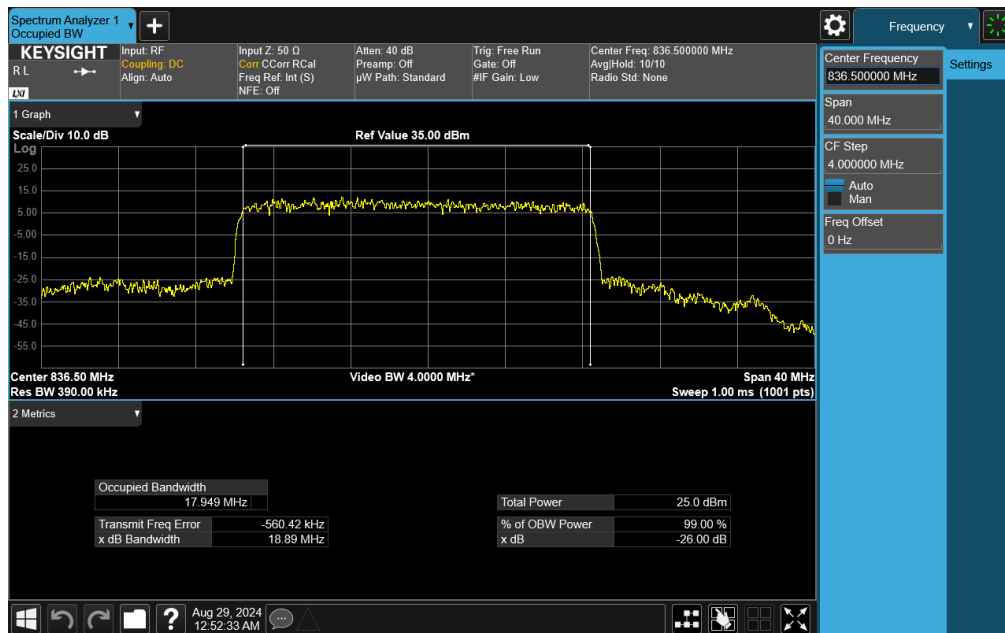 Spectrum Analyzer 1
Occupied BW
Frequency
KEYSIGHT
R L
LXI
Input: RF
Coupling: DC
Align: Auto
Input Z: 50 Ω
Corr CCorr RCal
Freq Ref: Int (S)
NFE: Off
Atten: 40 dB
Preamp: Off
µW Path: Standard
Trig: Free Run
Gate: Off
#IF Gain: Low
Center Freq: 836.500000 MHz
Avg|Hold: 10/10
Radio Std: None
Center Frequency
836.500000 MHz
Settings
Span
40.000 MHz
CF Step
4.000000 MHz
Auto
Man
Freq Offset
0 Hz
1 Graph
Scale/Div 10.0 dB
Ref Value 35.00 dBm
Log
25.0
15.0
5.00
-5.00
-15.0
-25.0
-35.0
-45.0
-55.0
Center 836.50 MHz
Video BW 4.0000 MHz*
Span 40 MHz
Res BW 390.00 kHz
Sweep 1.00 ms (1001 pts)
2 Metrics
Occupied Bandwidth
17.949 MHz
Total Power 25.0 dBm
Transmit Freq Error -560.42 kHz
% of OBW Power 99.00 %
x dB Bandwidth 18.89 MHz
x dB -26.00 dB
?
Aug 29, 2024
12:52:33 AM